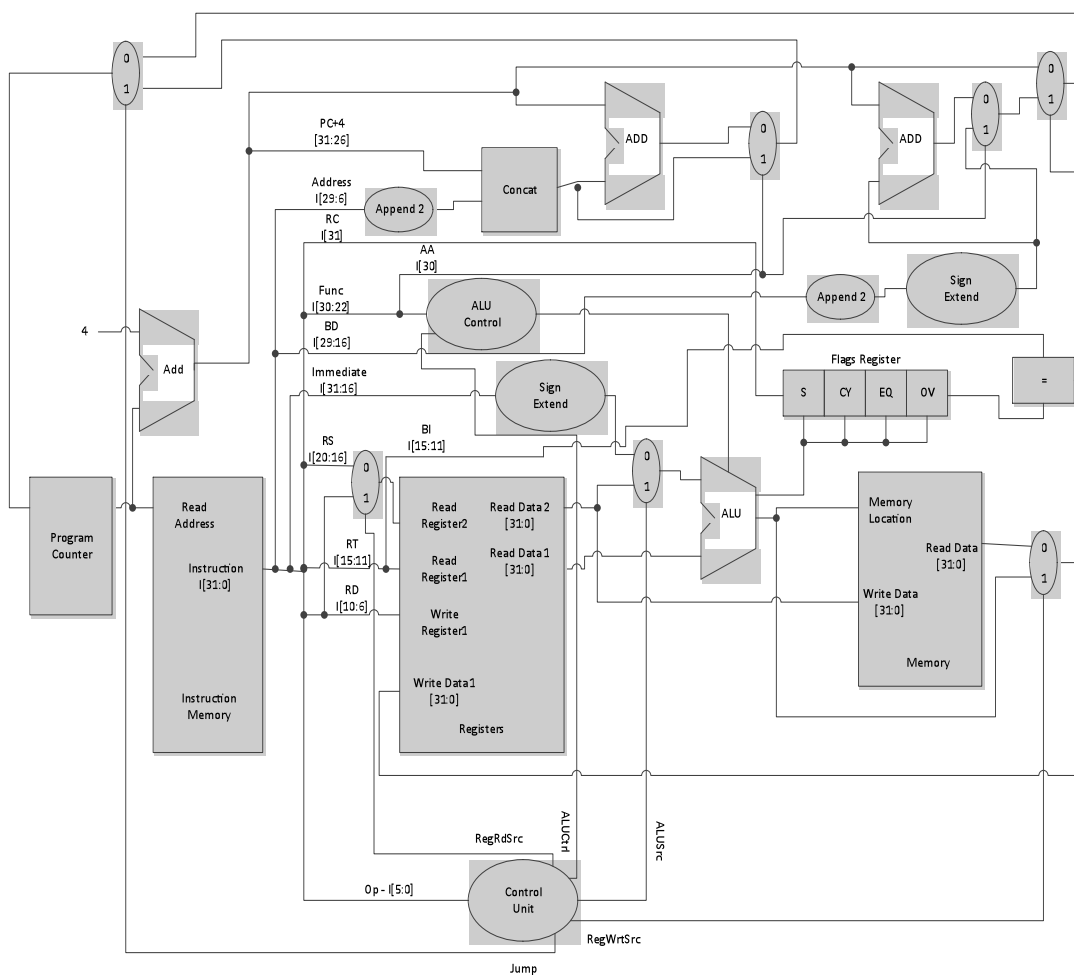 0
1
0
1
PC+4
[31:26]
ADD
0
1
ADD
0
1
Address
I[29:6]
Append 2
Concat
RC
I[31]
AA
I[30]
Func
I[30:22]
ALU
Control
Append 2
Sign
Extend
BD
I[29:16]
4
Add
Immediate
I[31:16]
Sign
Extend
Flags Register
S
CY
EQ
OV
=
BI
I[15:11]
RS
I[20:16]
0
1
0
1
ALU
Program
Counter
Read
Address
Instruction
I[31:0]
Instruction
Memory
RT
I[15:11]
RD
I[10:6]
Read
Register2
Read Data 2
[31:0]
Read
Register1
Read Data 1
[31:0]
Write
Register1
Write Data1
[31:0]
Registers
Memory
Location
Read Data
[31:0]
Write Data
[31:0]
Memory
0
1
ALUCtrl
ALUSrc
RegRdSrc
Op - I[5:0]
Control
Unit
RegWrtSrc
Jump